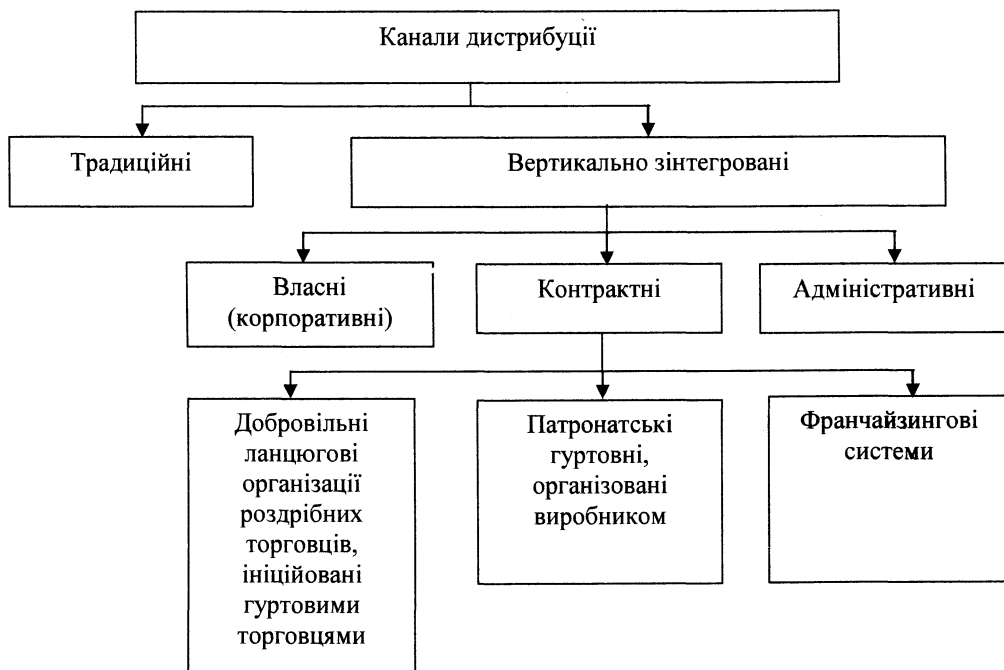 Канали дистрибуції
Традиційні
Вертикально зінтегровані
Власні
(корпоративні)
Контрактні
Адміністративні
Добровільні
ланцюгові
організації
роздрібних
торговців,
ініційовані
гуртовими
торговцями
Патронатські
гуртовні,
організовані
виробником
Франчайзингові
системи